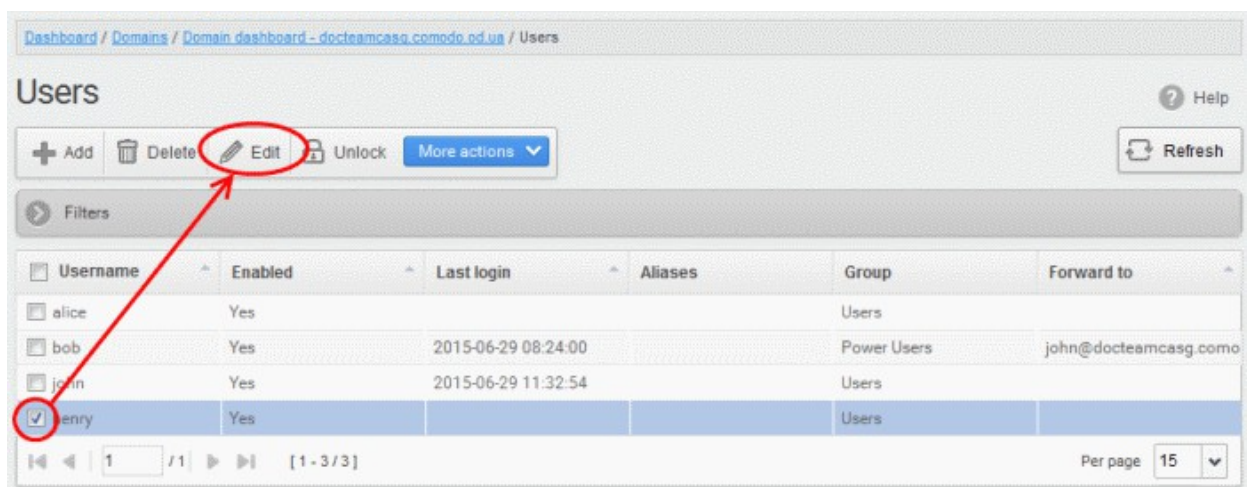 Dashboard / Domains / Domain dashboard - docteamcasg.comodo.od.ua / Users
Users
Help
Add Delete Edit Unlock More actions
Refresh
Filters
Username Enabled Last login Aliases Group Forward to
alice Yes Users
bob Yes 2015-06-29 08:24:00 Power Users john@docteamcasg.como
john Yes 2015-06-29 11:32:54 Users
henry Yes Users
1 /1 [1-3/3] Per page 15